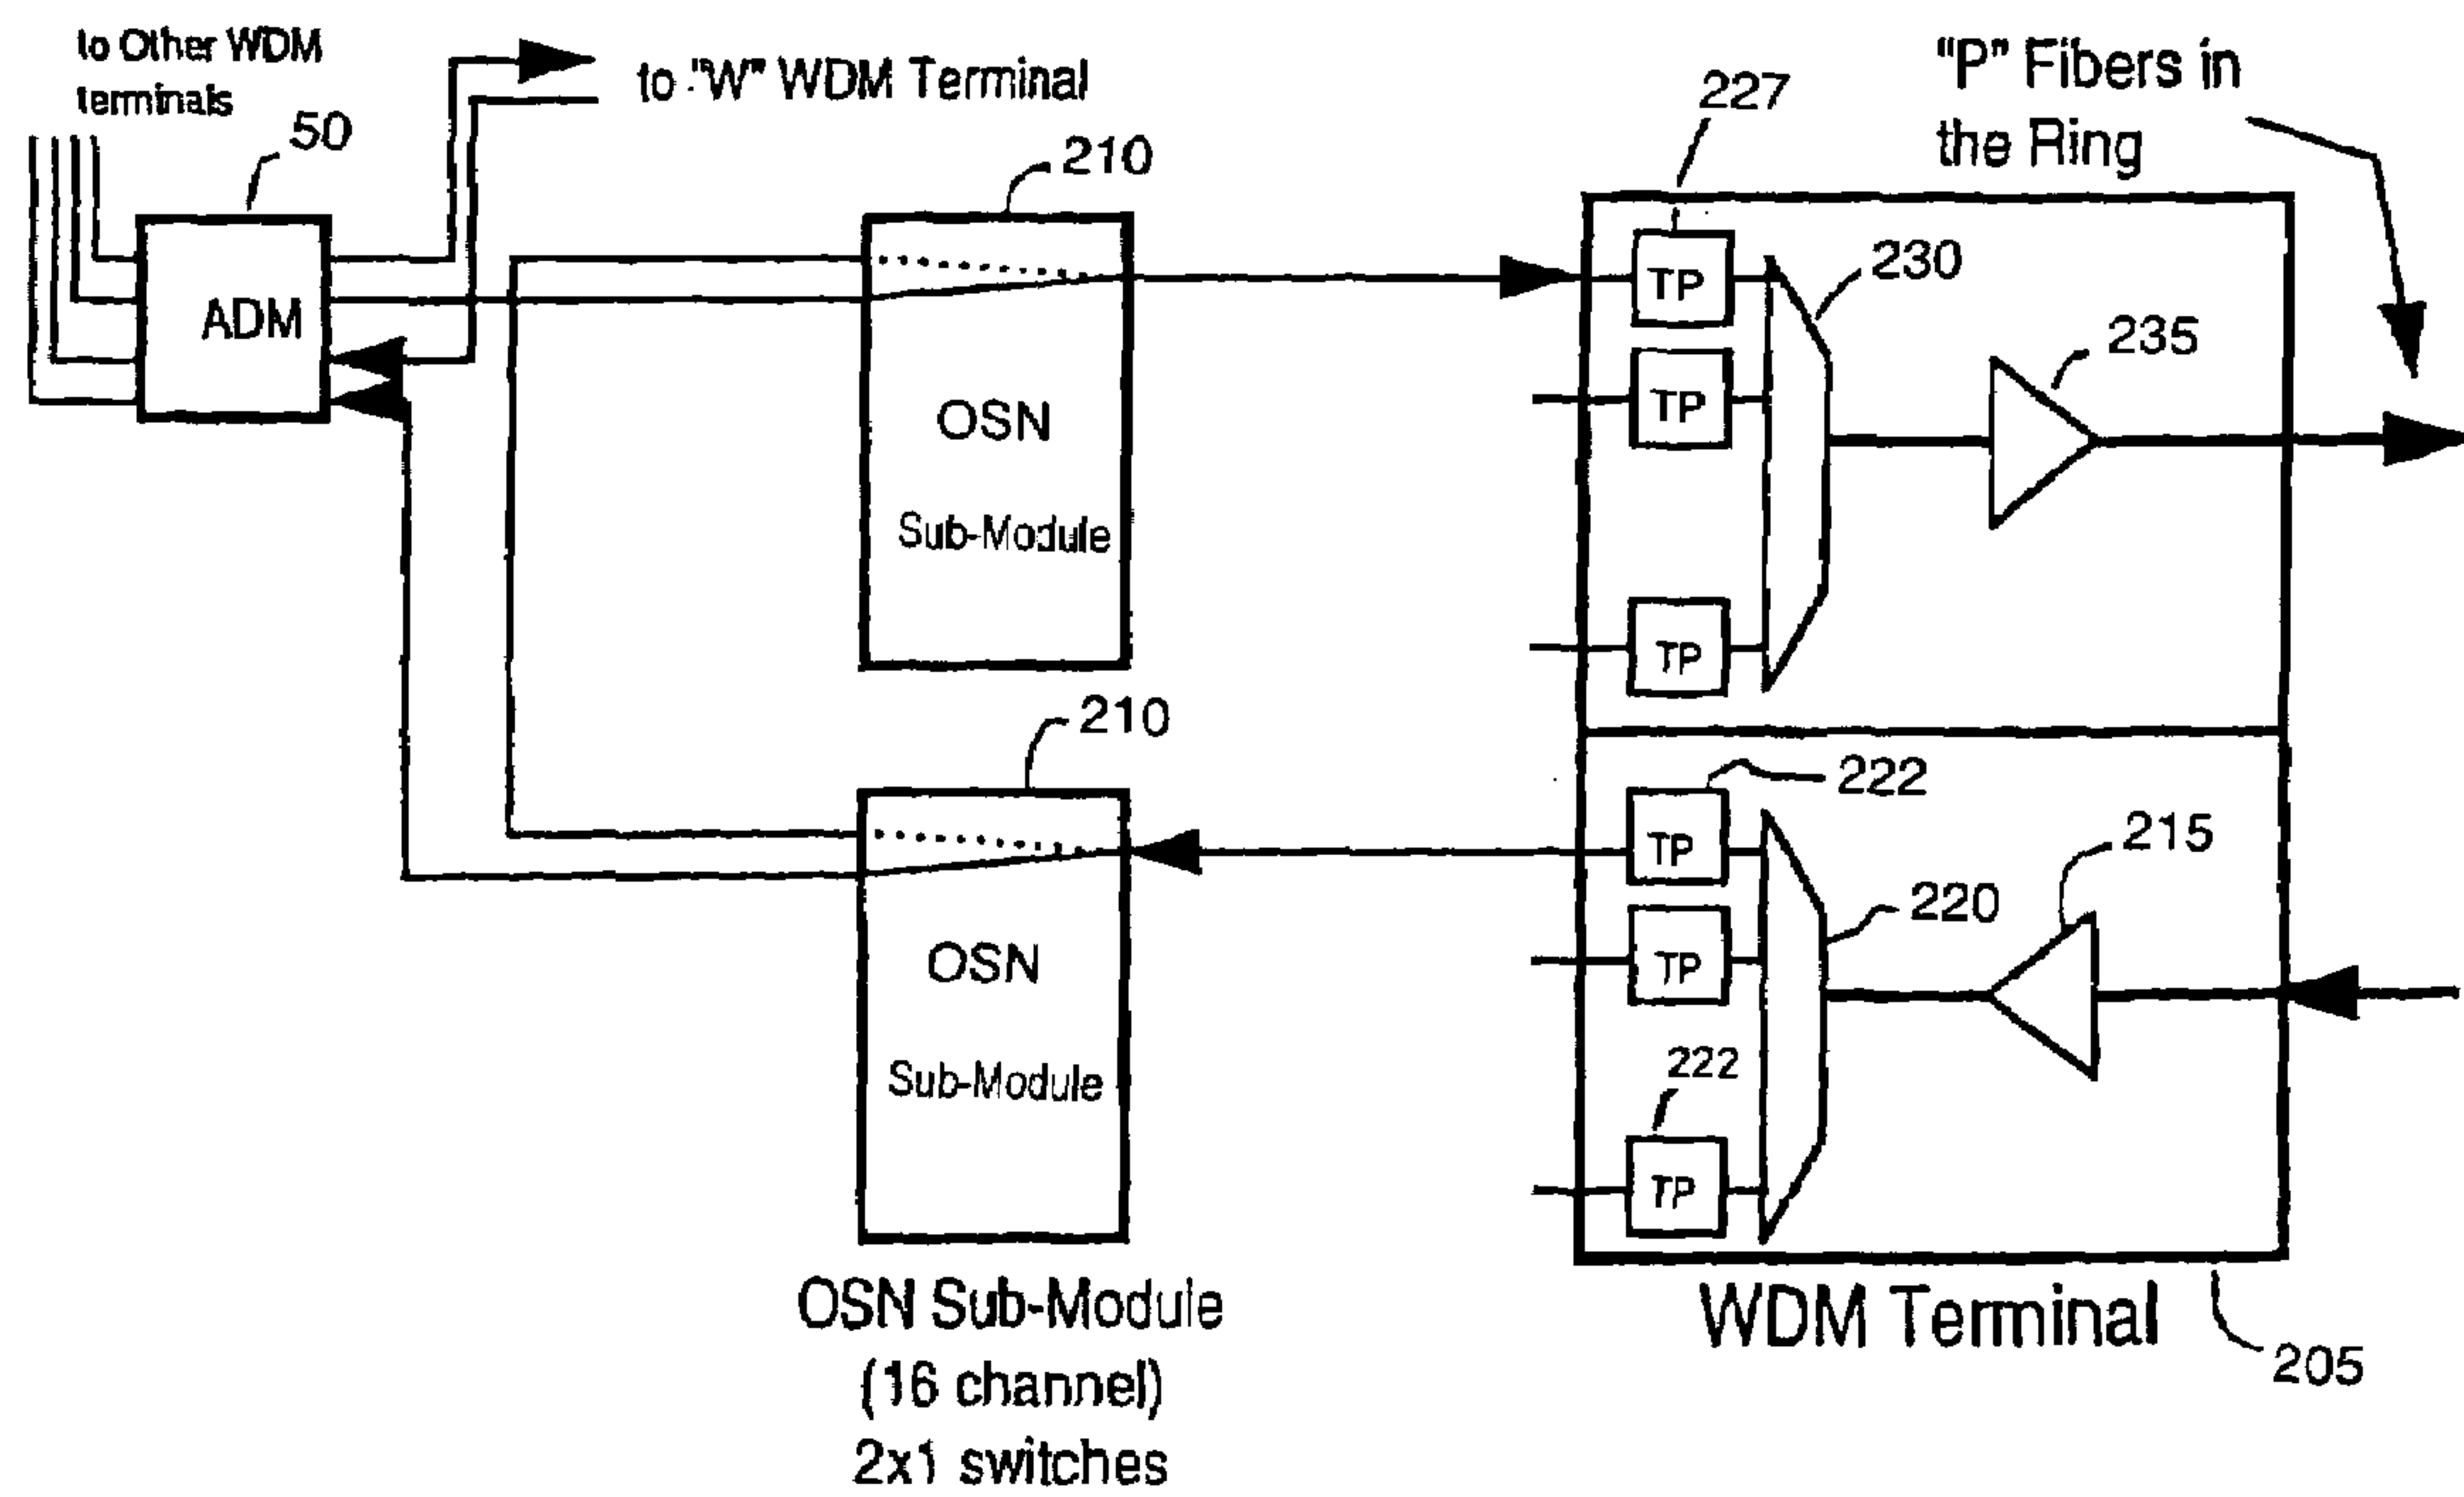 to Other WDM
terminals
50
to "W" WDM Terminal
210
227
"P" Fibers in
the Ring
ADM
OSN
Sub-Module
TP
230
TP
235
TP
210
OSN
Sub-Module
222
TP
215
TP
220
222
TP
OSN Sub-Module
(16 channel)
2x1 switches
WDM Terminal
205